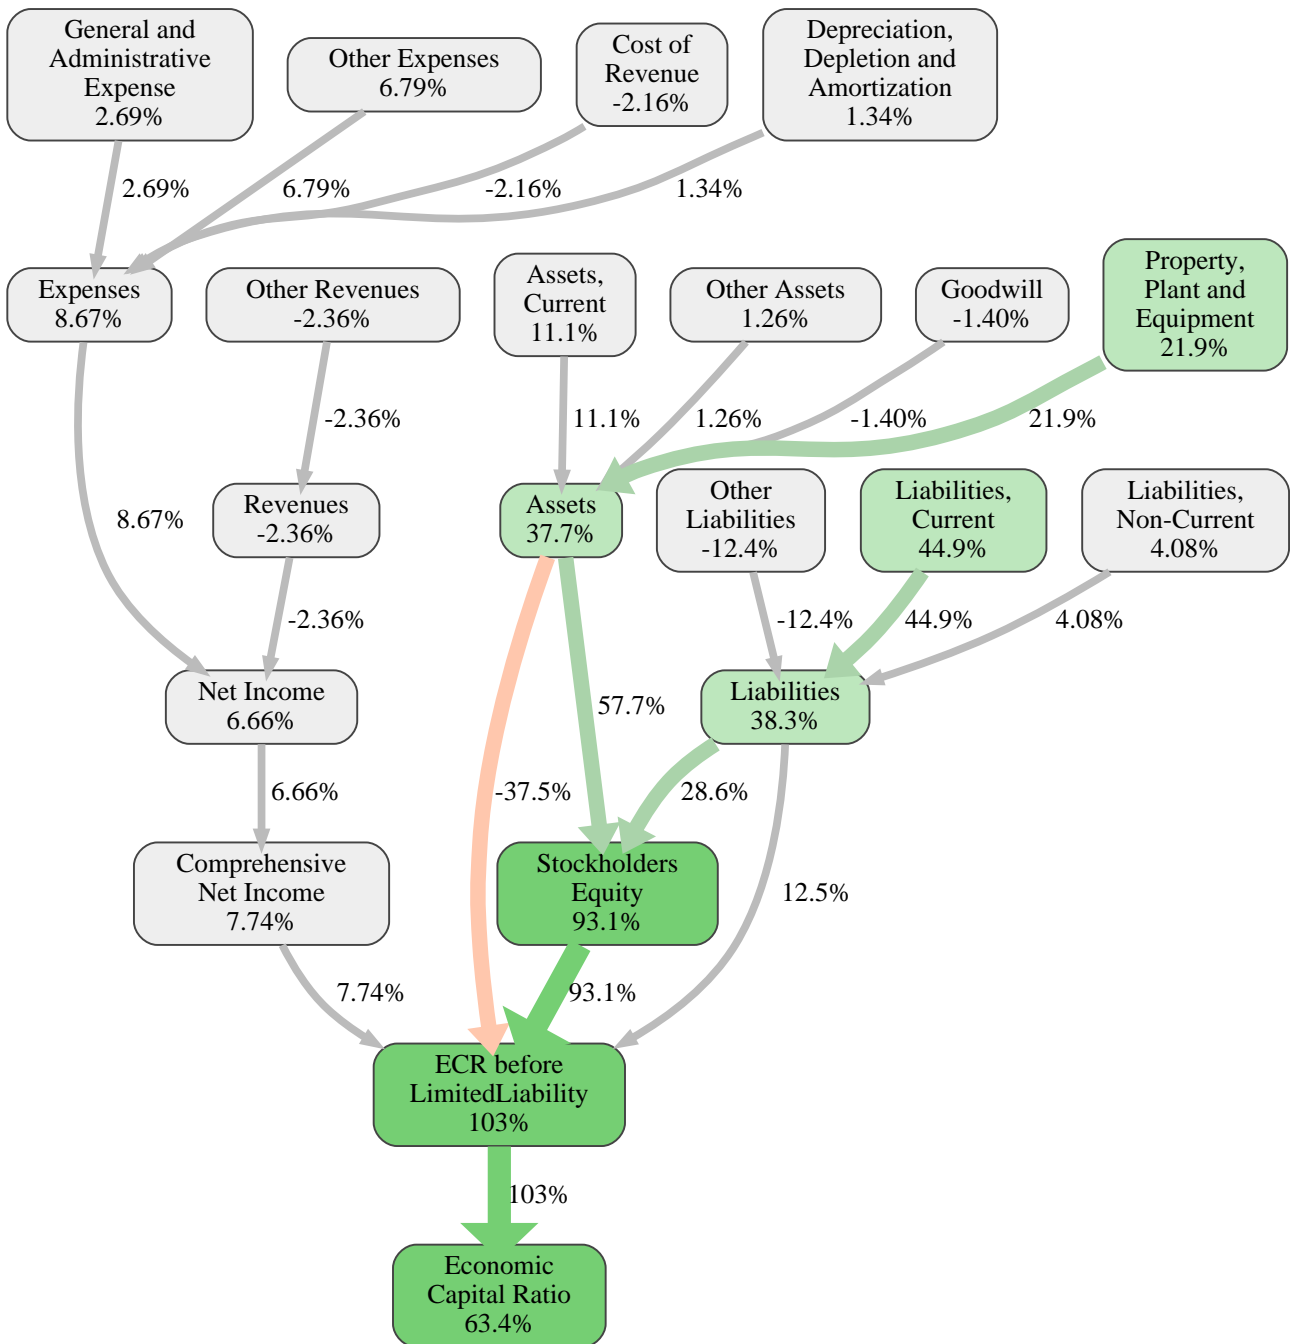 General and
Administrative
Expense
2.69%
Other Expenses
6.79%
Cost of
Revenue
-2.16%
Depreciation,
Depletion and
Amortization
1.34%
2.69%
6.79%
-2.16%
1.34%
Expenses
8.67%
Other Revenues
-2.36%
Assets,
Current
11.1%
Other Assets
1.26%
Goodwill
-1.40%
Property,
Plant and
Equipment
21.9%
-2.36%
11.1%
1.26%
-1.40%
21.9%
8.67%
Revenues
-2.36%
Assets
37.7%
Other
Liabilities
-12.4%
Liabilities,
Current
44.9%
Liabilities,
Non-Current
4.08%
-2.36%
-12.4%
44.9%
4.08%
Net Income
6.66%
57.7%
Liabilities
38.3%
6.66%
-37.5%
28.6%
Comprehensive
Net Income
7.74%
Stockholders
Equity
93.1%
12.5%
7.74%
93.1%
ECR before
LimitedLiability
103%
103%
Economic
Capital Ratio
63.4%